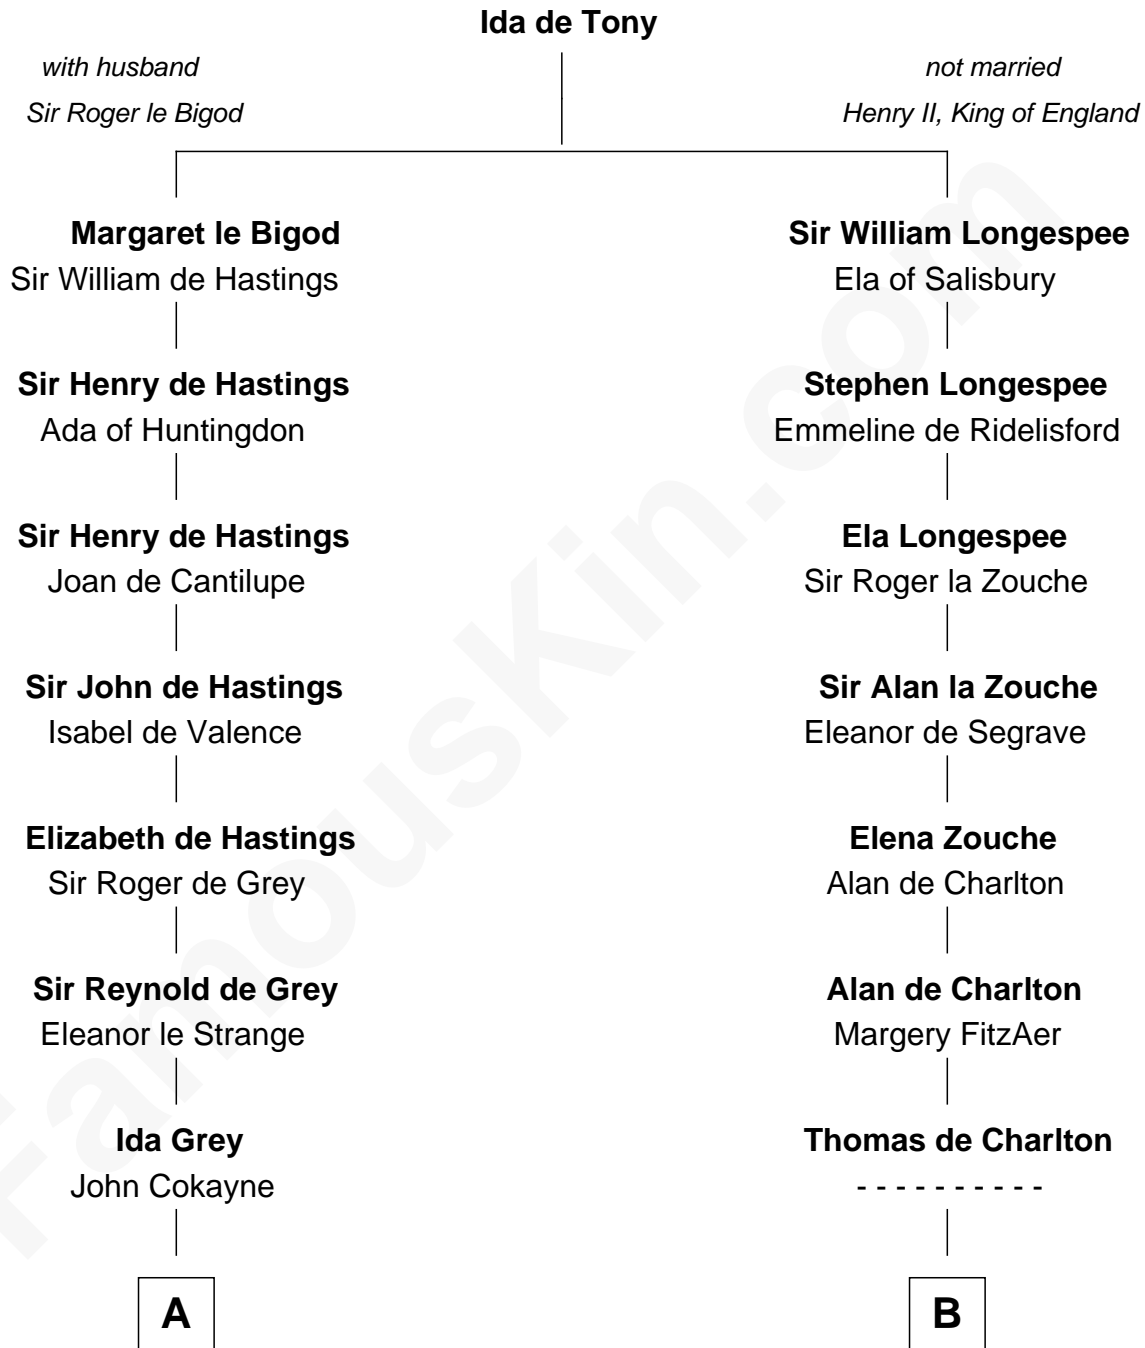 Ida de Tony
with husband
Sir Roger le Bigod
not married
Henry II, King of England
Margaret le Bigod
Sir William de Hastings
Sir William Longespee
Ela of Salisbury
Sir Henry de Hastings
Ada of Huntingdon
Stephen Longespee
Emmeline de Ridelisford
Sir Henry de Hastings
Joan de Cantilupe
Ela Longespee
Sir Roger la Zouche
Sir John de Hastings
Isabel de Valence
Sir Alan la Zouche
Eleanor de Segrave
Elizabeth de Hastings
Sir Roger de Grey
Elena Zouche
Alan de Charlton
Sir Reynold de Grey
Eleanor le Strange
Alan de Charlton
Margery FitzAer
Ida Grey
John Cokayne
Thomas de Charlton
- - - - - - - - - -
A
B
FamousKin.com